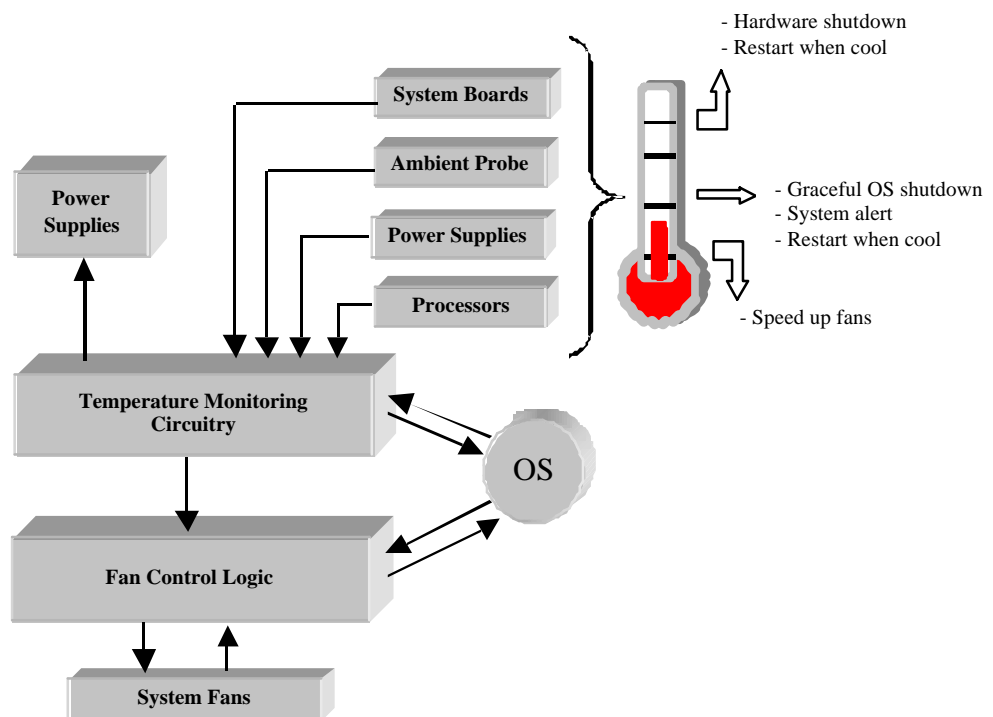 - Hardware shutdown
- Restart when cool
System Boards
Ambient Probe
Power Supplies
Processors
Power
Supplies
- Graceful OS shutdown
- System alert
- Restart when cool
- Speed up fans
Temperature Monitoring
Circuitry
OS
Fan Control Logic
System Fans